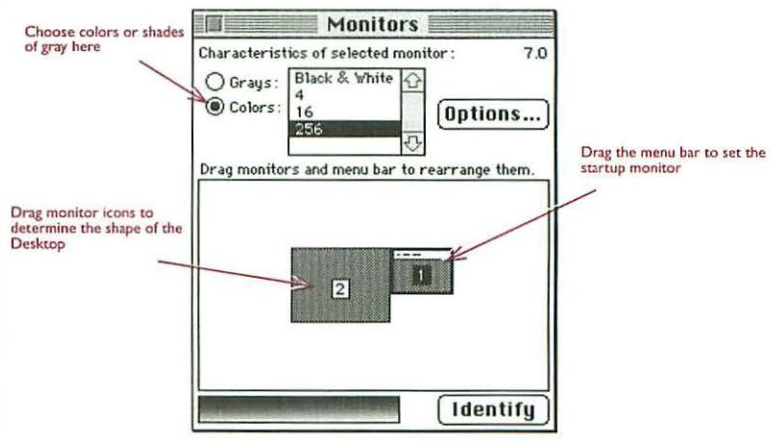 Monitors
Choose colors or shades
of gray here
Characteristics of selected monitor:
7.0
Grays:
Colors:
Black & White
4
16
256
Options...
Drag monitors and menu bar to rearrange them.
Drag the menu bar to set the
startup monitor
Drag monitor icons to
determine the shape of the
Desktop
2
1
Identify